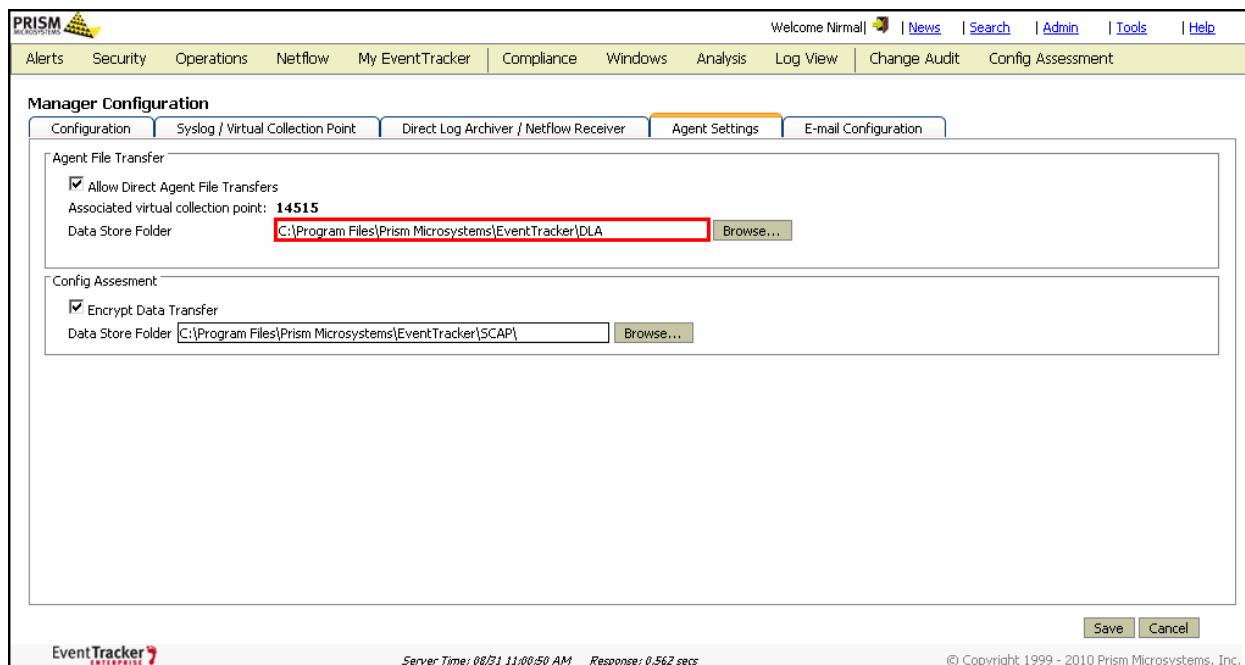 PRISM
MICROSYSTEMS
Welcome Nirmal| | News | Search | Admin | Tools | Help
Alerts Security Operations Netflow My EventTracker Compliance Windows Analysis Log View Change Audit Config Assessment
Manager Configuration
Configuration Syslog / Virtual Collection Point Direct Log Archiver / Netflow Receiver Agent Settings E-mail Configuration
Agent File Transfer
Allow Direct Agent File Transfers
Associated virtual collection point: 14515
Data Store Folder C:\Program Files\Prism Microsystems\EventTracker\DLA Browse...
Config Assesment
Encrypt Data Transfer
Data Store Folder C:\Program Files\Prism Microsystems\EventTracker\SCAP\ Browse...
Save Cancel
EventTracker
ENTERPRISE
Server Time: 08/31 11:00:50 AM Response: 0.562 secs © Copyright 1999 - 2010 Prism Microsystems, Inc.